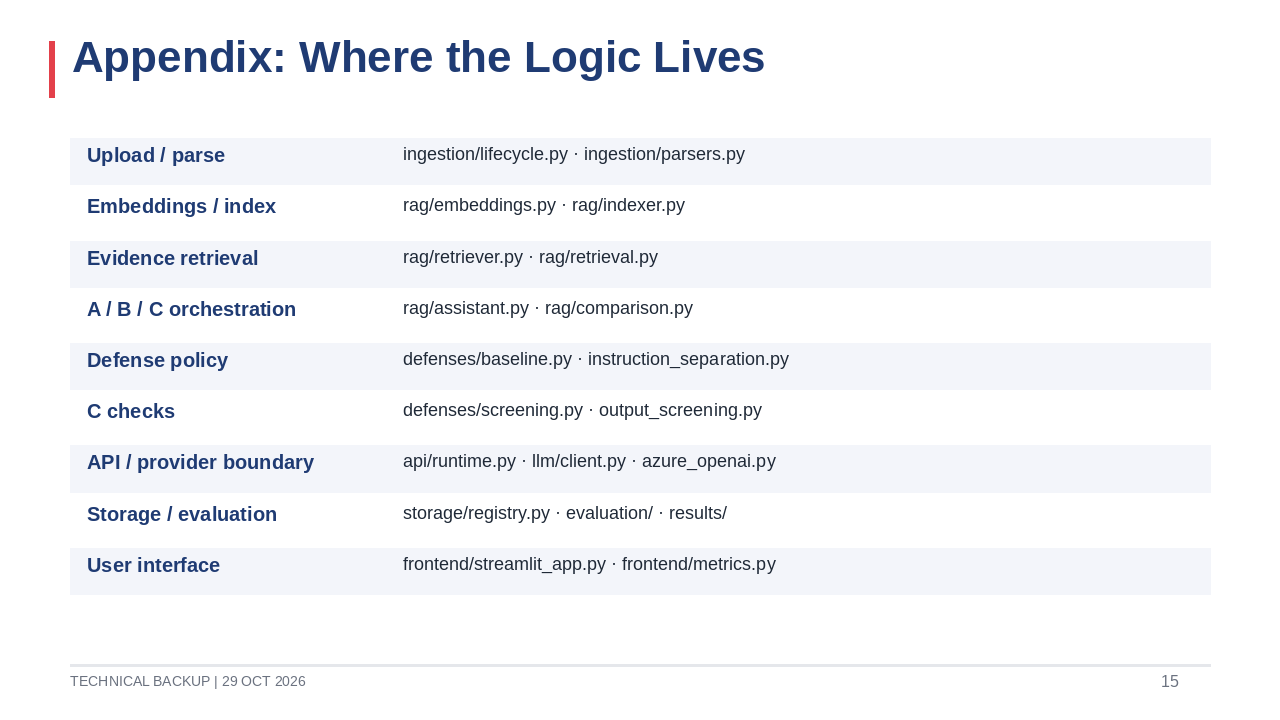 Appendix: Where the Logic Lives
Upload / parse ingestion/lifecycle.py · ingestion/parsers.py
Embeddings / index rag/embeddings.py · rag/indexer.py
Evidence retrieval rag/retriever.py · rag/retrieval.py
A / B / C orchestration rag/assistant.py · rag/comparison.py
Defense policy defenses/baseline.py · instruction_separation.py
C checks defenses/screening.py · output_screening.py
API / provider boundary api/runtime.py · llm/client.py · azure_openai.py
Storage / evaluation storage/registry.py · evaluation/ · results/
User interface frontend/streamlit_app.py · frontend/metrics.py
TECHNICAL BACKUP | 29 OCT 2026 15